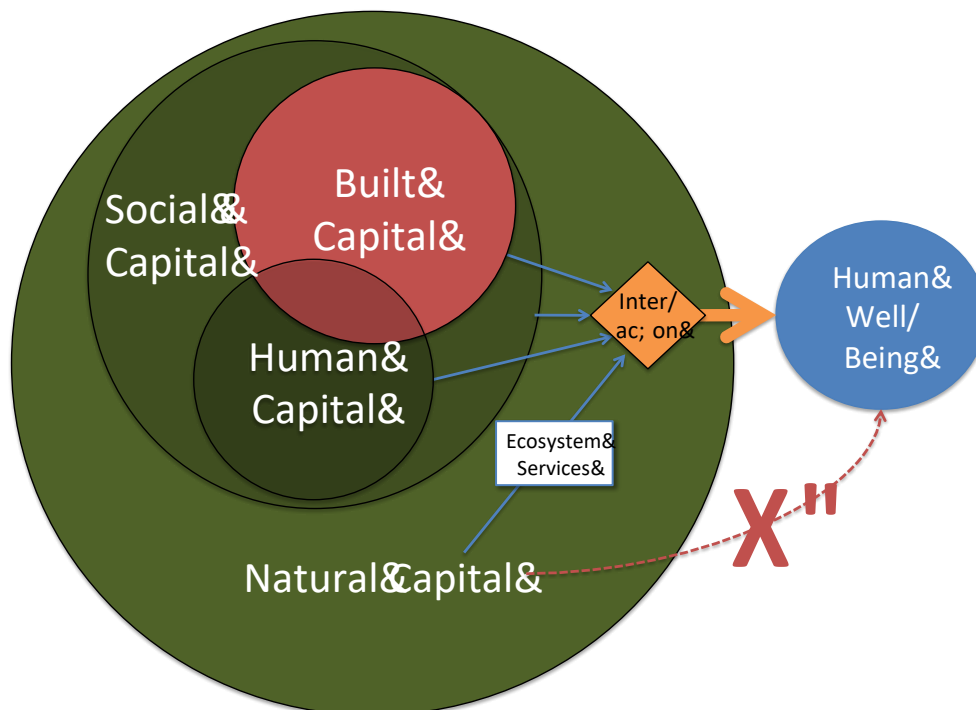 Built&
Capital&
Social&&
Capital&
Human&
Capital&
Inter/
ac; on&
Human&
Well/
Being&
Ecosystem&
Services&
Natural&Capital&
X"